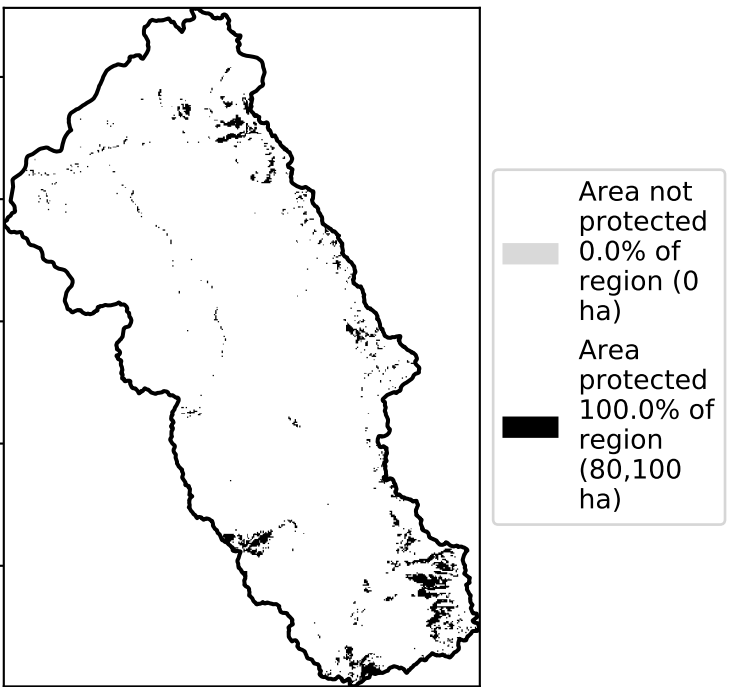 Area not
protected
0.0% of
region (0
ha)
Area
protected
100.0% of
region
(80,100
ha)